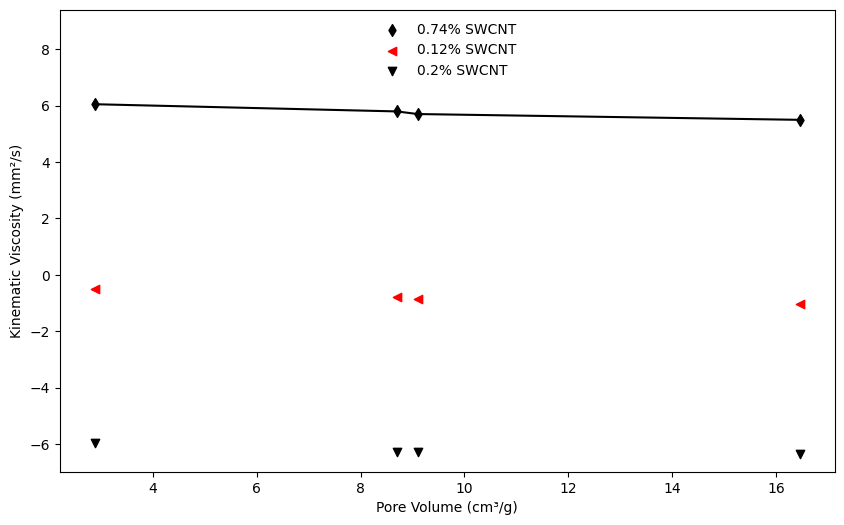 0.74% SWCNT
0.12% SWCNT
0.2% SWCNT
8
6
4
2
0
−2
−4
−6
Kinematic Viscosity (mm²/s)
4 6 8 10 12 14 16
Pore Volume (cm³/g)